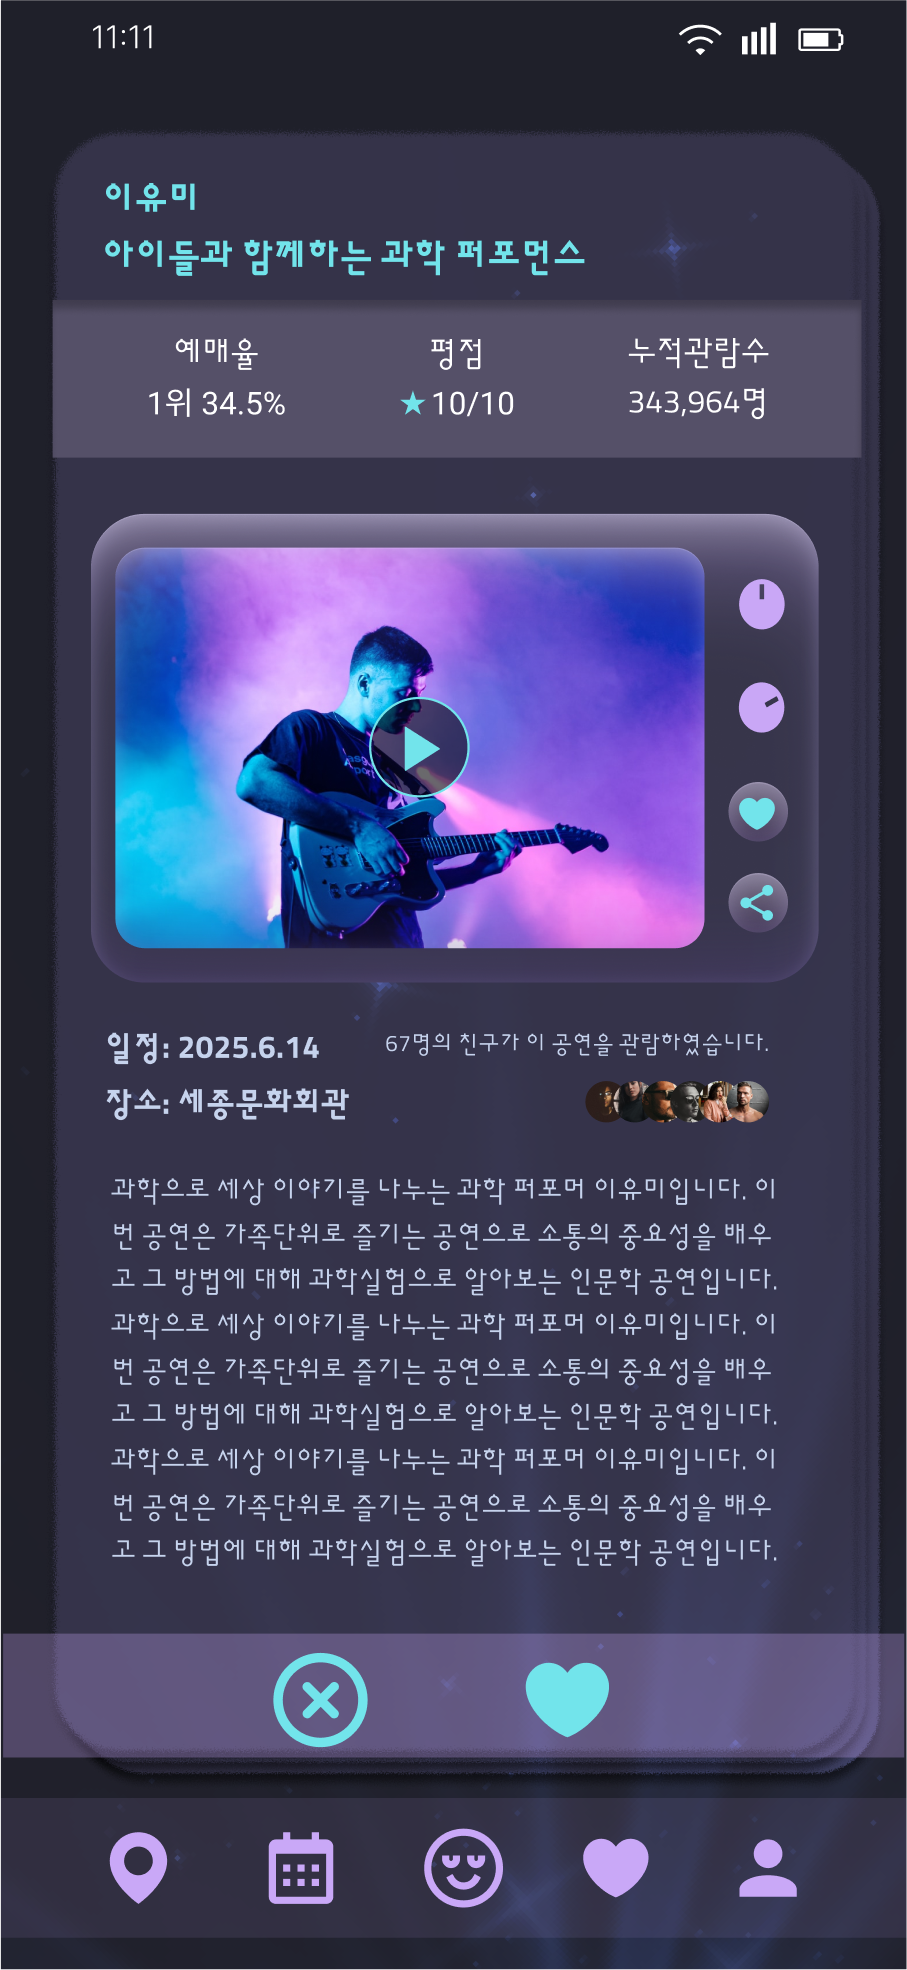 11:11
이유미
아이들과 함께하는 과학 퍼포먼스
예매율 평점 누적관람수
1위 34.5% ★10/10 343,964명
일정: 2025.6.14 67명의 친구가 이 공연을 관람하였습니다.
장소: 세종문화회관
과학으로 세상 이야기를 나누는 과학 퍼포머 이유미입니다. 이
번 공연은 가족단위로 즐기는 공연으로 소통의 중요성을 배우
고 그 방법에 대해 과학실험으로 알아보는 인문학 공연입니다.
과학으로 세상 이야기를 나누는 과학 퍼포머 이유미입니다. 이
번 공연은 가족단위로 즐기는 공연으로 소통의 중요성을 배우
고 그 방법에 대해 과학실험으로 알아보는 인문학 공연입니다.
과학으로 세상 이야기를 나누는 과학 퍼포머 이유미입니다. 이
번 공연은 가족단위로 즐기는 공연으로 소통의 중요성을 배우
고 그 방법에 대해 과학실험으로 알아보는 인문학 공연입니다.